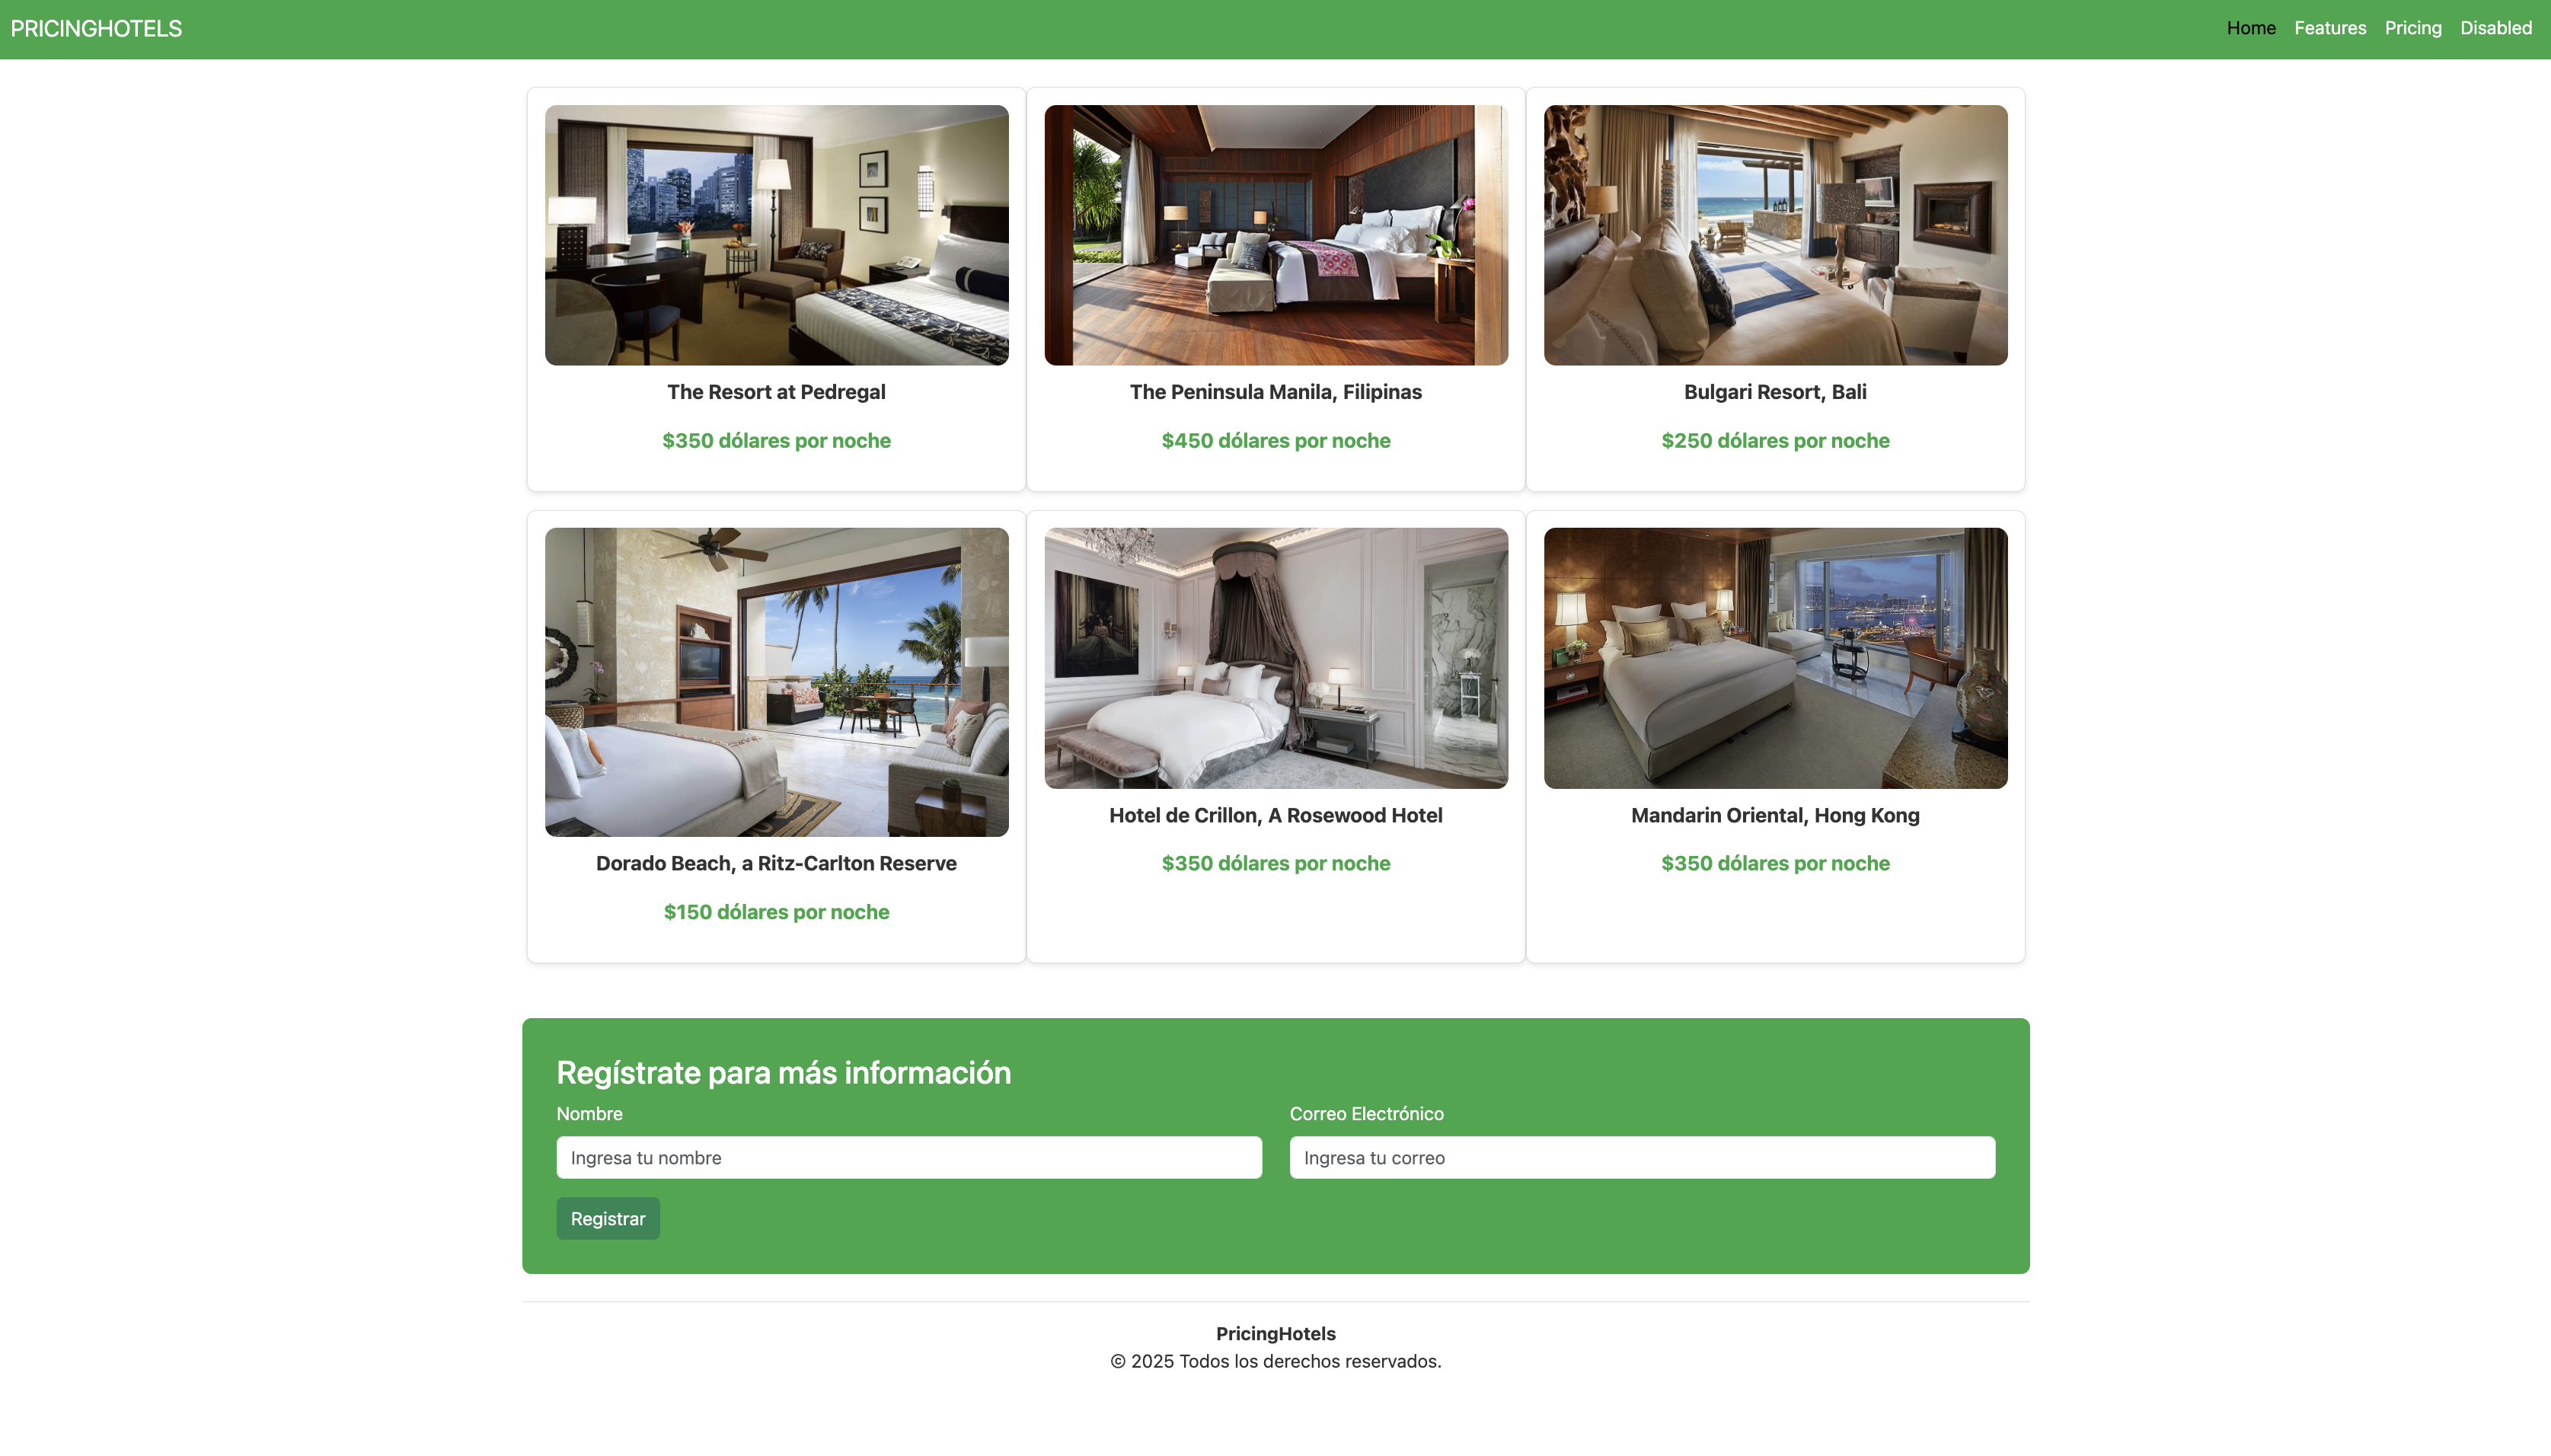 PRICINGHOTELS
Home Features Pricing Disabled
The Resort at Pedregal
$350 dólares por noche
The Peninsula Manila, Filipinas
$450 dólares por noche
Bulgari Resort, Bali
$250 dólares por noche
Dorado Beach, a Ritz-Carlton Reserve
$150 dólares por noche
Hotel de Crillon, A Rosewood Hotel
$350 dólares por noche
Mandarin Oriental, Hong Kong
$350 dólares por noche
Regístrate para más información
Nombre
Ingresa tu nombre
Correo Electrónico
Ingresa tu correo
Registrar
PricingHotels
© 2025 Todos los derechos reservados.